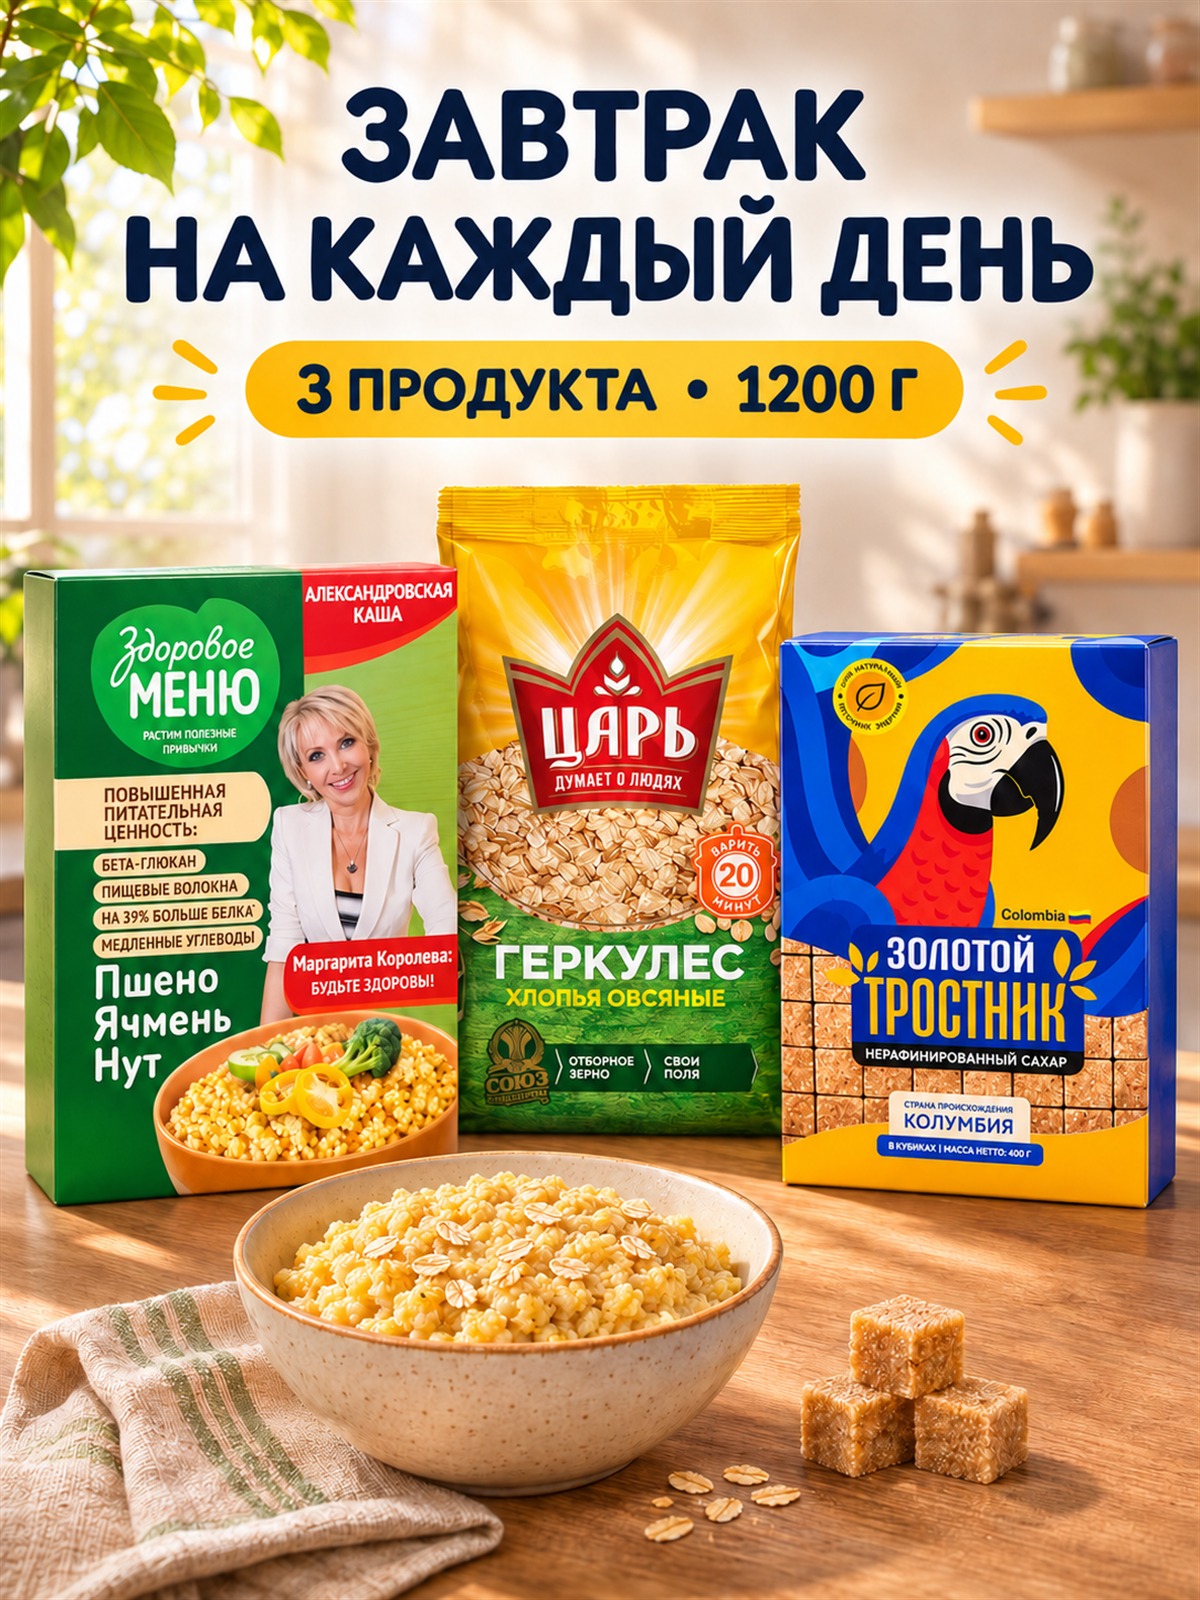 ЗАВТРАК
НА КАЖДЫЙ ДЕНЬ
3 ПРОДУКТА • 1200 Г
Здоровое
МЕНЮ
РАСТИМ ПОЛЕЗНЫЕ
ПРИВЫЧКИ
АЛЕКСАНДРОВСКАЯ
КАША
ПОВЫШЕННАЯ
ПИТАТЕЛЬНАЯ
ЦЕННОСТЬ:
БЕТА-ГЛЮКАН
ПИЩЕВЫЕ ВОЛОКНА
НА 39% БОЛЬШЕ БЕЛКА*
МЕДЛЕННЫЕ УГЛЕВОДЫ
Маргарита Королева:
БУДЬТЕ ЗДОРОВЫ!
Пшено
Ячмень
Нут
ЦАРЬ
ДУМАЕТ О ЛЮДЯХ
ВАРИТЬ
20
МИНУТ
ГЕРКУЛЕС
ХЛОПЬЯ ОВСЯНЫЕ
СОЮЗ
ОТБОРНОЕ
ЗЕРНО
СВОИ
ПОЛЯ
Colombia
ЗОЛОТОЙ
ТРОСТНИК
НЕРАФИНИРОВАННЫЙ САХАР
СТРАНА ПРОИСХОЖДЕНИЯ
КОЛУМБИЯ
В КУБИКАХ | МАССА НЕТТО: 400 Г